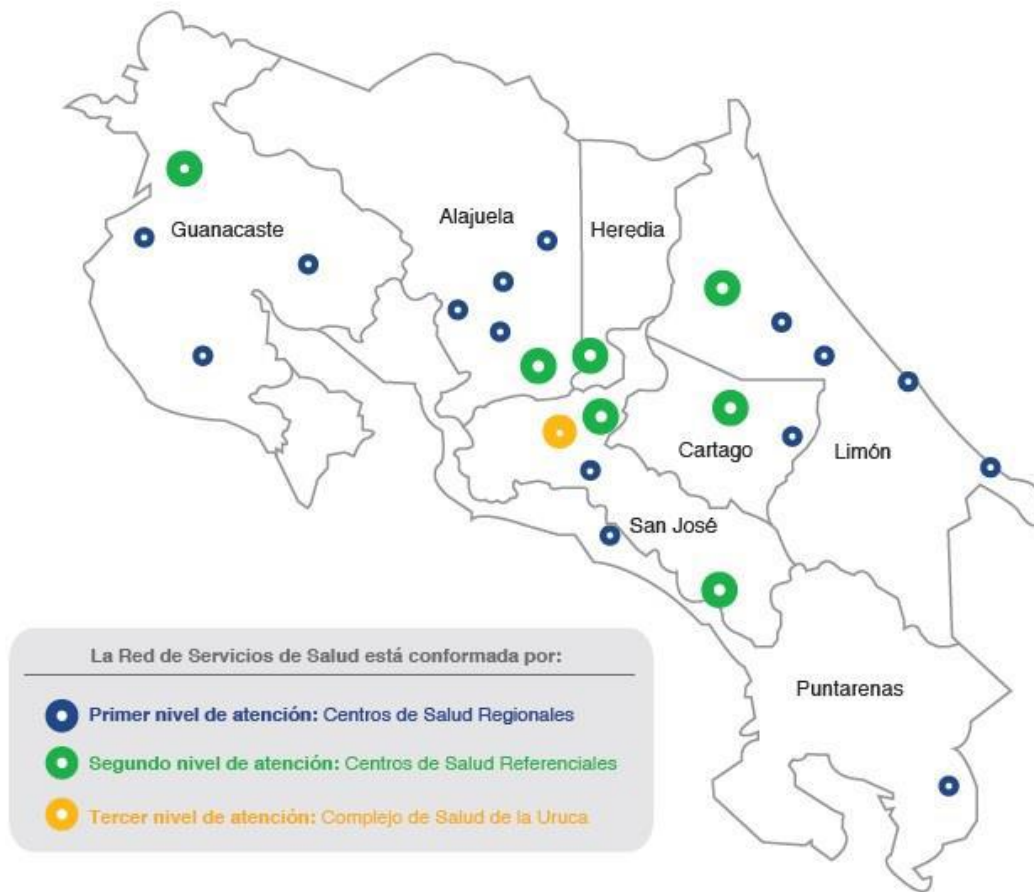 Guanacaste
Alajuela
Heredia
Cartago
Limón
San José
Puntarenas
La Red de Servicios de Salud está conformada por:
Primer nivel de atención: Centros de Salud Regionales
Segundo nivel de atención: Centros de Salud Referenciales
Tercer nivel de atención: Complejo de Salud de la Uruca